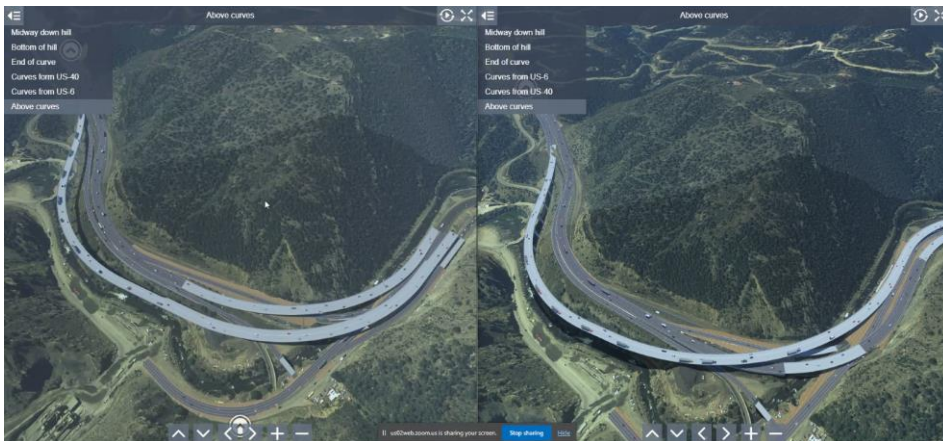 Above curves
Midway down hill
Bottom of hill
End of curve
Curves form US-40
Curves from US-6
Above curves
Above curves
Midway down hill
Bottom of hill
End of curve
Curves from US-6
Curves from US-40
Above curves
us02web.zoom.us is sharing your screen.
Stop sharing
Hide